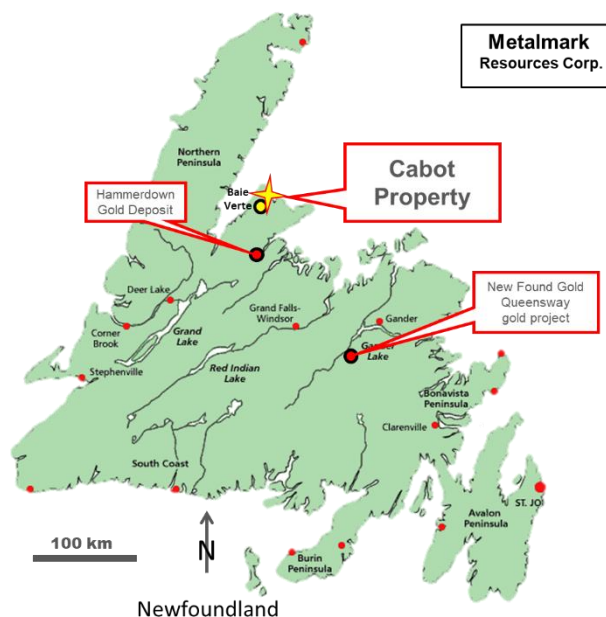 Metalmark
Resources Corp.
Northern
Peninsula
Cabot
Property
Baie
Verte
Hammerdown
Gold Deposit
New Found Gold
Queensway
gold project
Deer Lake
Grand Falls-
Windsor
Gander
Grand
Lake
Corner
Brook
Gander
Lake
Stephenville
Red Indian
Lake
Bonavista
Peninsula
Clarenville
South Coast
ST. JO
Avalon
Peninsula
100 km
N
Burin
Peninsula
Newfoundland